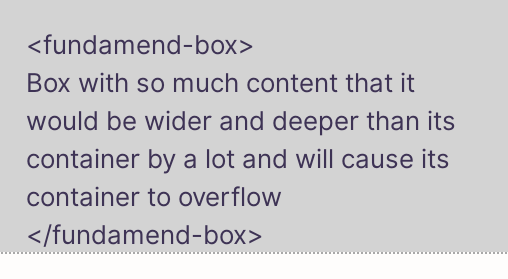 <fundamend-box>
Box with so much content that it
would be wider and deeper than its
container by a lot and will cause its
container to overflow
</fundamend-box>